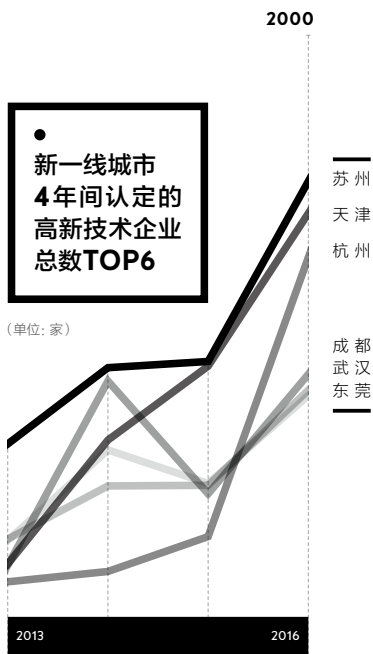 2000
新一线城市
4年间认定的
高新技术企业
总数TOP6
（单位: 家）
苏州
天津
杭州
成都
武汉
东莞
2013
2016